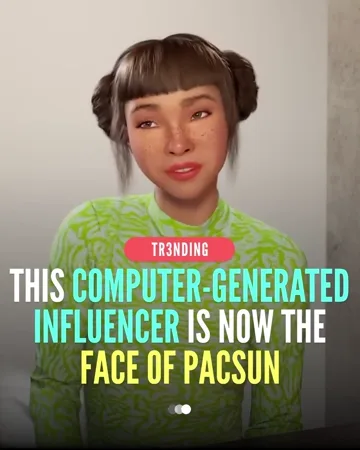 TR3NDING
THIS COMPUTER-GENERATED
INFLUENCER IS NOW THE
FACE OF PACSUN